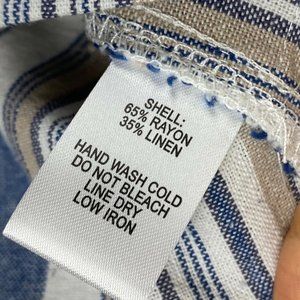 SHELL:
65% RAYON
35% LINEN
HAND WASH COLD
DO NOT BLEACH
LINE DRY
LOW IRON